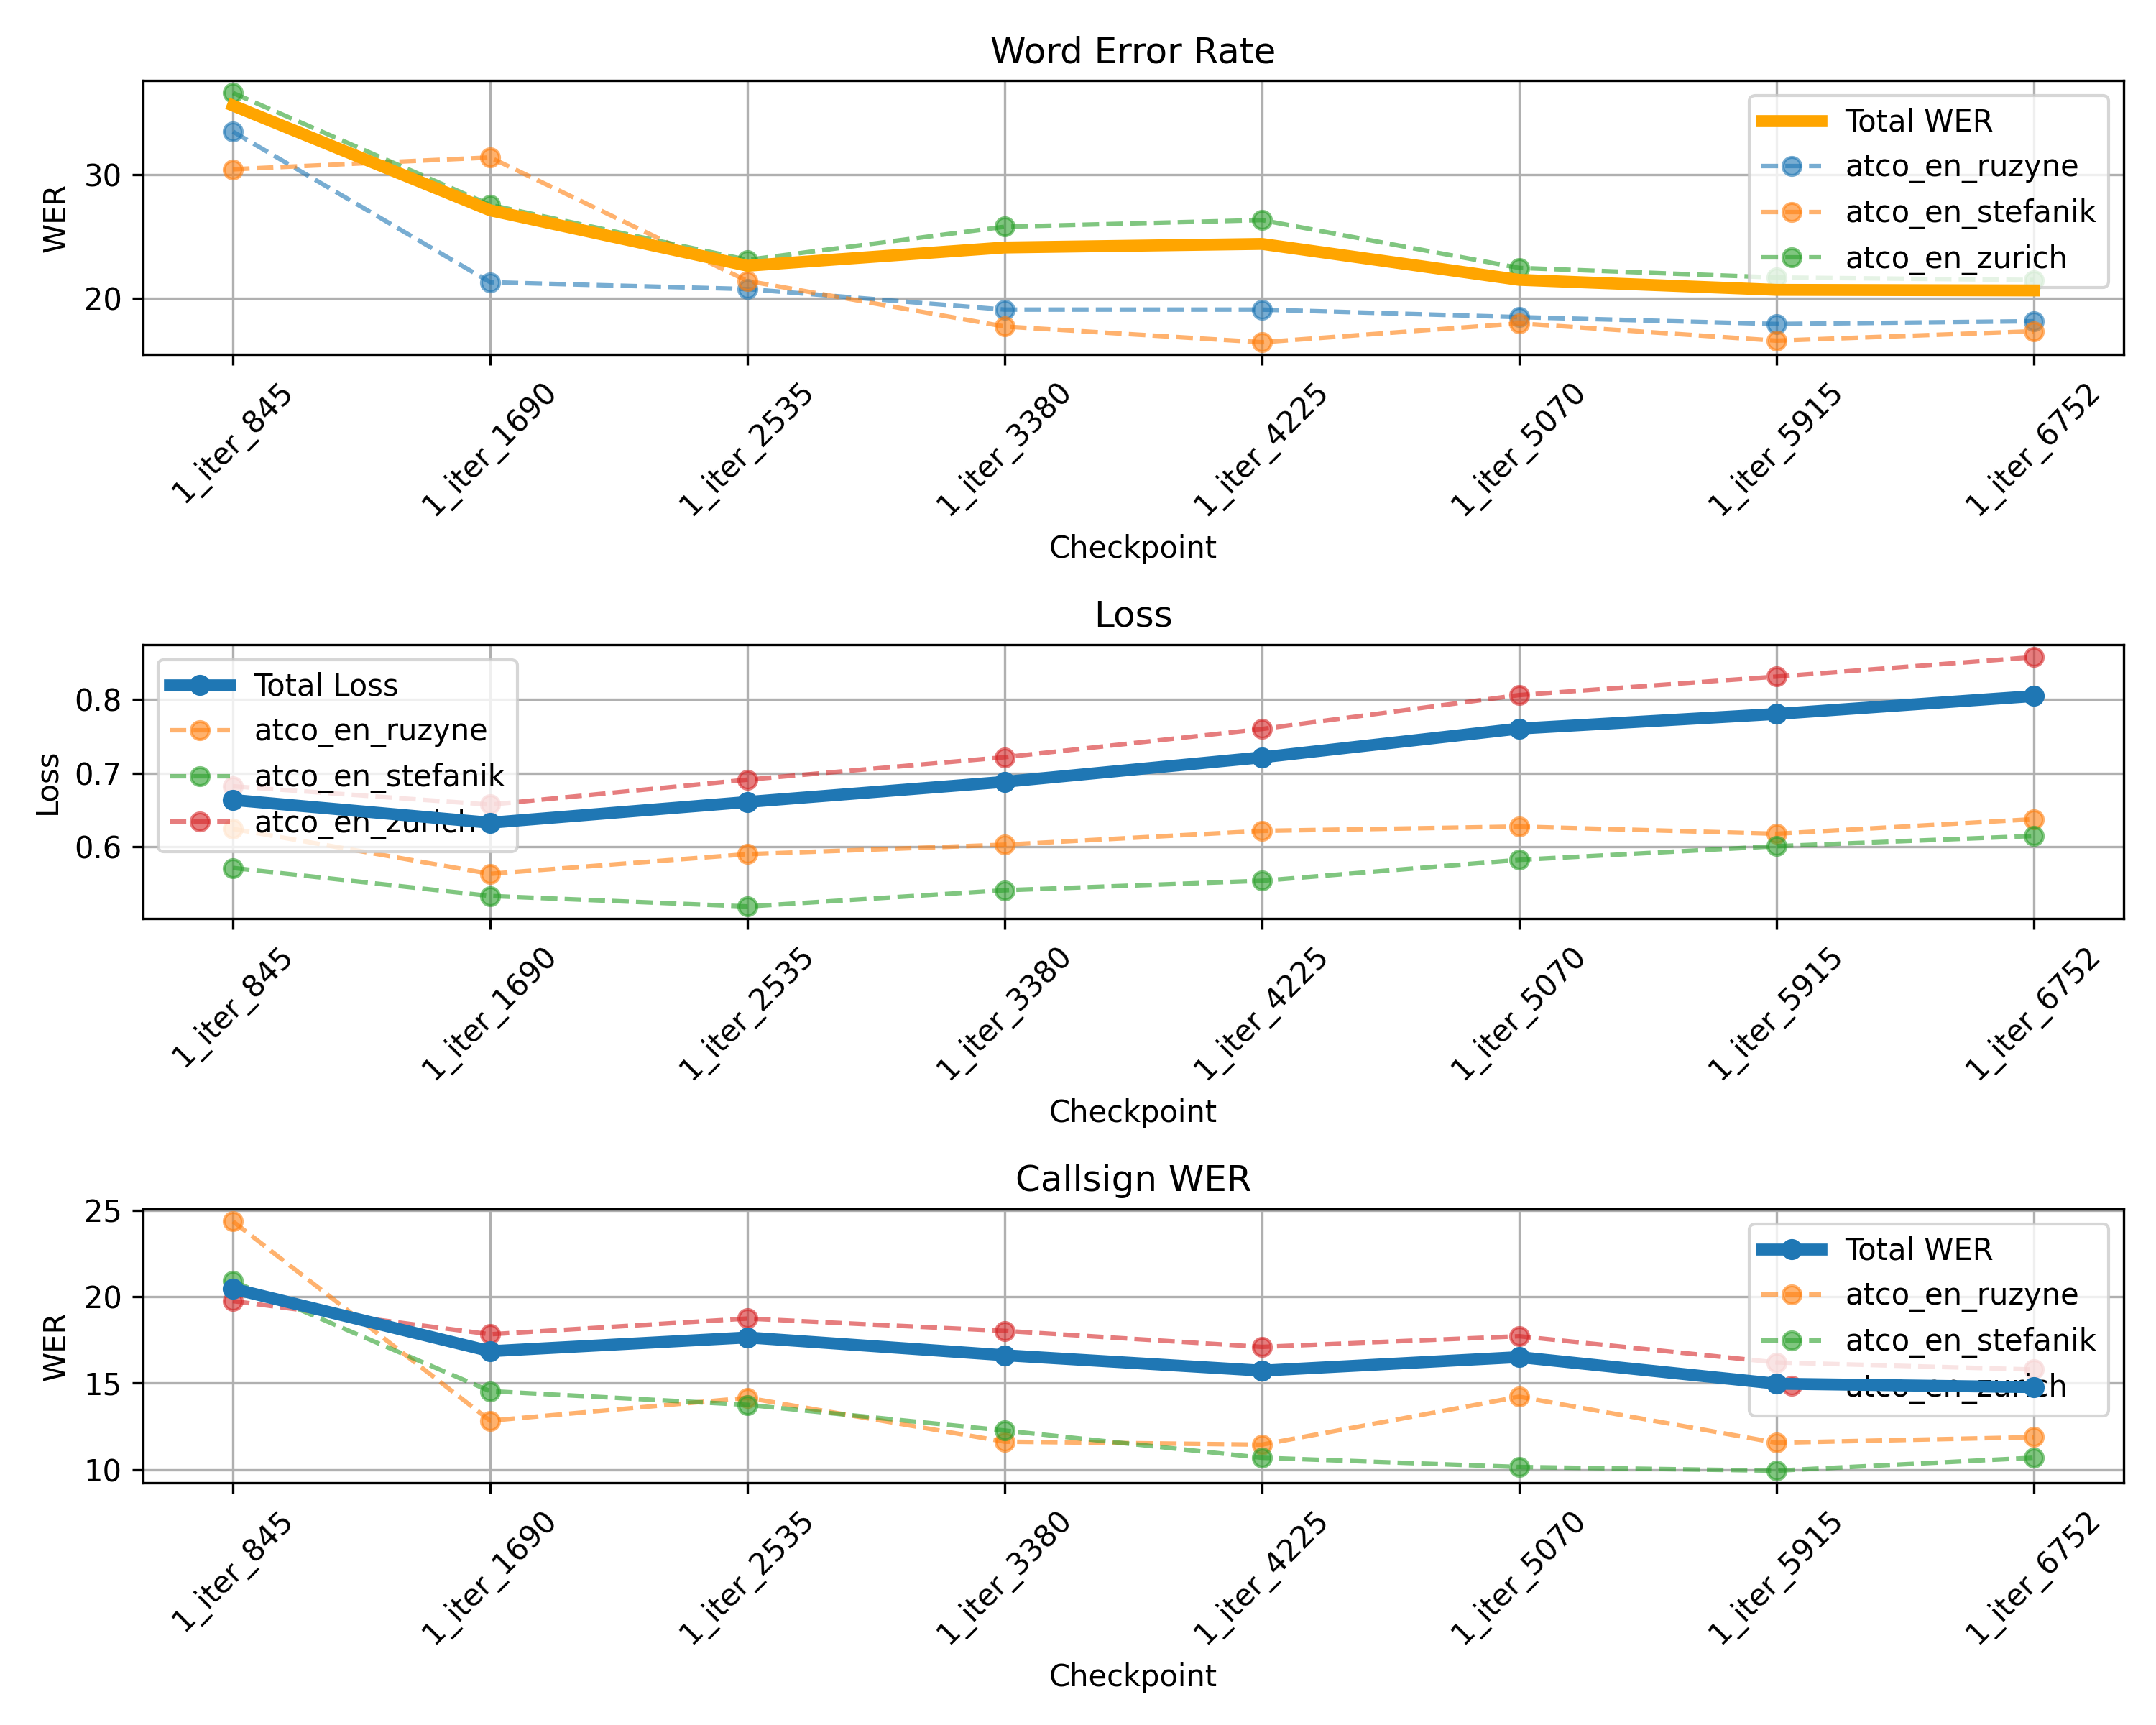 Word Error Rate
WER
30
20
Total WER
atco_en_ruzyne
atco_en_stefanik
atco_en_zurich
1_iter_845
1_iter_1690
1_iter_2535
1_iter_3380
1_iter_4225
1_iter_5070
1_iter_5915
1_iter_6752
Checkpoint
Loss
Loss
0.8
0.7
0.6
Total Loss
atco_en_ruzyne
atco_en_stefanik
atco_en_zurich
1_iter_845
1_iter_1690
1_iter_2535
1_iter_3380
1_iter_4225
1_iter_5070
1_iter_5915
1_iter_6752
Checkpoint
Callsign WER
WER
25
20
15
10
Total WER
atco_en_ruzyne
atco_en_stefanik
atco_en_zurich
1_iter_845
1_iter_1690
1_iter_2535
1_iter_3380
1_iter_4225
1_iter_5070
1_iter_5915
1_iter_6752
Checkpoint